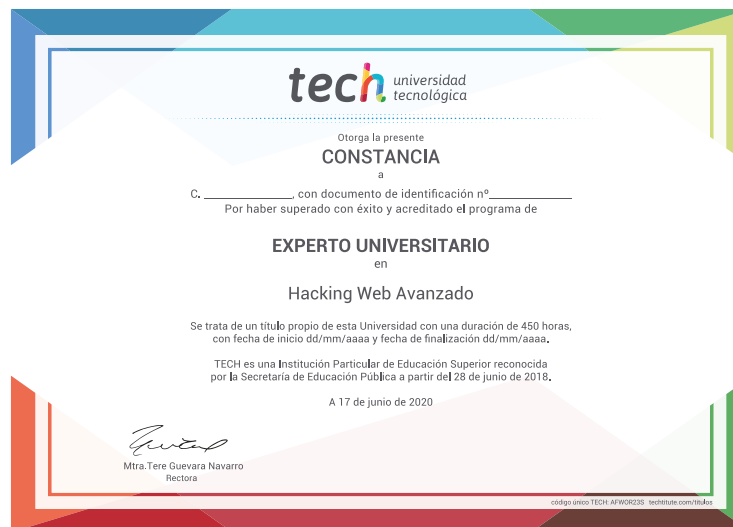 tech universidad
tecnológica
Otorga la presente
CONSTANCIA
a
C. ______________, con documento de identificación nº_____________
Por haber superado con éxito y acreditado el programa de
EXPERTO UNIVERSITARIO
en
Hacking Web Avanzado
Se trata de un título propio de esta Universidad con una duración de 450 horas,
con fecha de inicio dd/mm/aaaa y fecha de finalización dd/mm/aaaa.
TECH es una Institución Particular de Educación Superior reconocida
por la Secretaría de Educación Pública a partir del 28 de junio de 2018.
A 17 de junio de 2020
Mtra.Tere Guevara Navarro
Rectora
código único TECH: AFWOR23S techtitute.com/títulos